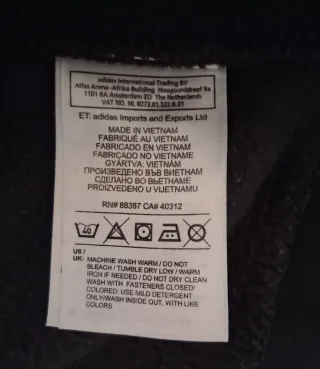 adidas International Trading BV
Atlas Arena -Afrika Building Hoogoorddreef 9a
1101 BA Amsterdam ZO The Netherlands
VAT NO. NL 8073.81.322.B.01
ET: adidas Imports and Exports Ltd
MADE IN VIETNAM
FABRIQUÉ AU VIETNAM
FABRICADO EN VIETNAM
FABRICADO NO VIETNAME
GYÁRTVA: VIETNÁM
ПРОИЗВЕДЕНО ВЪВ ВИЕТНАМ
СДЕЛАНО ВО ВЬЕТНАМЕ
PROIZVEDENO U VIJETNAMU
RN# 88387 CA# 40312
40
US /
UK: MACHINE WASH WARM / DO NOT
BLEACH / TUMBLE DRY LOW / WARM
IRON IF NEEDED / DO NOT DRY CLEAN
WASH WITH FASTENERS CLOSED/
COLORED: USE MILD DETERGENT
ONLY/WASH INSIDE OUT, WITH LIKE
COLORS